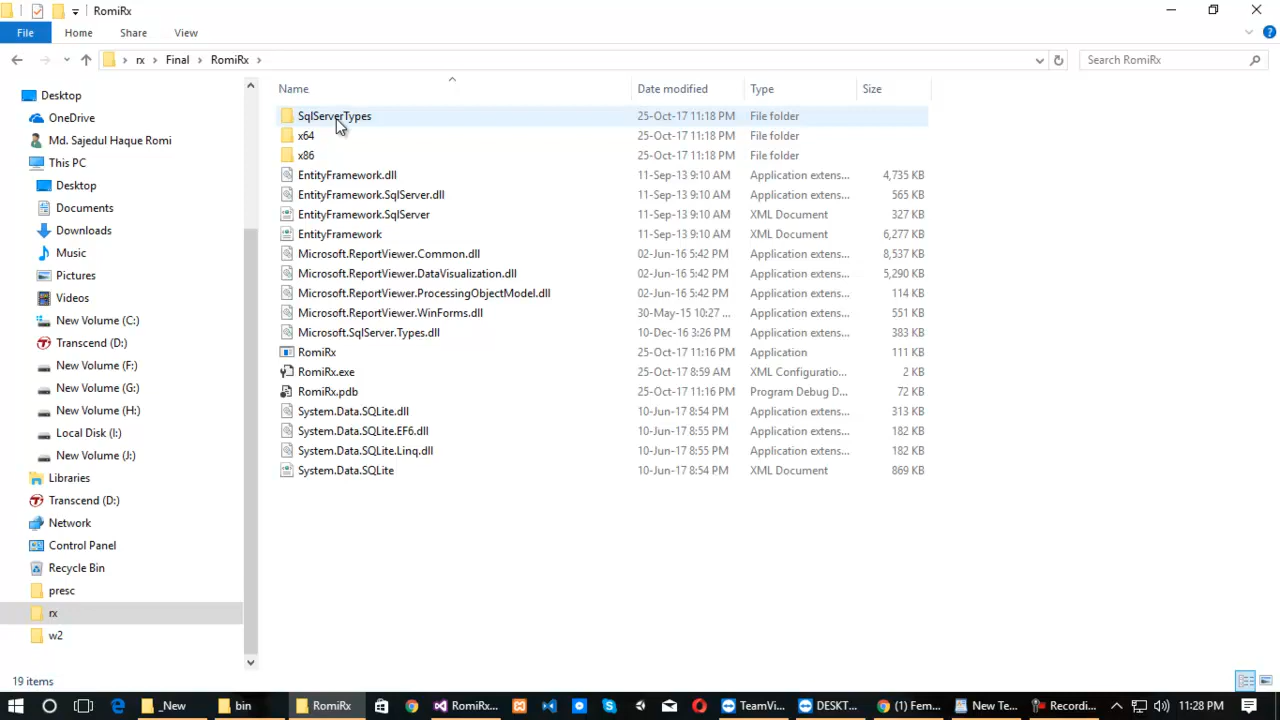 RomiRx
File
Home
Share
View
rx
Final
RomiRx
Search RomiRx
Name
Date modified
Type
Size
Desktop
OneDrive
Md. Sajedul Haque Romi
This PC
Desktop
Documents
Downloads
Music
Pictures
Videos
New Volume (C:)
Transcend (D:)
New Volume (F:)
New Volume (G:)
New Volume (H:)
Local Disk (I:)
New Volume (J:)
Libraries
Transcend (D:)
Network
Control Panel
Recycle Bin
presc
rx
w2
SqlServerTypes 25-Oct-17 11:18 PM File folder
x64 25-Oct-17 11:18 PM File folder
x86 25-Oct-17 11:18 PM File folder
EntityFramework.dll 11-Sep-13 9:10 AM Application extens... 4,735 KB
EntityFramework.SqlServer.dll 11-Sep-13 9:10 AM Application extens... 565 KB
EntityFramework.SqlServer 11-Sep-13 9:10 AM XML Document 327 KB
EntityFramework 11-Sep-13 9:10 AM XML Document 6,277 KB
Microsoft.ReportViewer.Common.dll 02-Jun-16 5:42 PM Application extens... 8,537 KB
Microsoft.ReportViewer.DataVisualization.dll 02-Jun-16 5:42 PM Application extens... 5,290 KB
Microsoft.ReportViewer.ProcessingObjectModel.dll 02-Jun-16 5:42 PM Application extens... 114 KB
Microsoft.ReportViewer.WinForms.dll 30-May-15 10:27 ... Application extens... 551 KB
Microsoft.SqlServer.Types.dll 10-Dec-16 3:26 PM Application extens... 383 KB
RomiRx 25-Oct-17 11:16 PM Application 111 KB
RomiRx.exe 25-Oct-17 8:59 AM XML Configuratio... 2 KB
RomiRx.pdb 25-Oct-17 11:16 PM Program Debug D... 72 KB
System.Data.SQLite.dll 10-Jun-17 8:54 PM Application extens... 313 KB
System.Data.SQLite.EF6.dll 10-Jun-17 8:55 PM Application extens... 182 KB
System.Data.SQLite.Linq.dll 10-Jun-17 8:55 PM Application extens... 182 KB
System.Data.SQLite 10-Jun-17 8:54 PM XML Document 869 KB
19 items
_New
bin
RomiRx
RomiRx...
TeamVi...
DESKT...
(1) Fem...
New Te...
Recordi...
11:28 PM